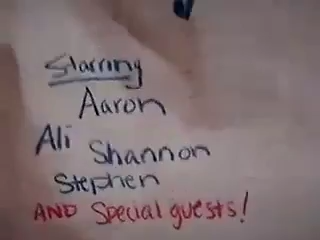 Starring
Aaron
Ali Shannon
Stephen
AND Special guests!